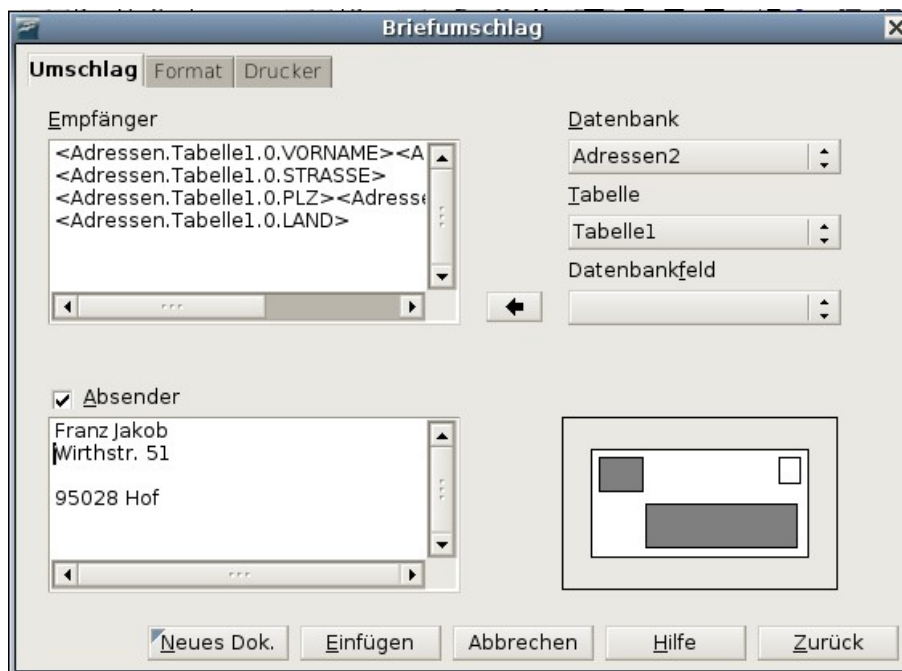 Briefumschlag
Umschlag Format Drucker
Empfänger
<Adressen.Tabelle1.0.VORNAME><A
<Adressen.Tabelle1.0.STRASSE>
<Adressen.Tabelle1.0.PLZ><Adresse
<Adressen.Tabelle1.0.LAND>
Datenbank
Adressen2
Tabelle
Tabelle1
Datenbankfeld
Absender
Franz Jakob
Wirthstr. 51
95028 Hof
Neues Dok. Einfügen Abbrechen Hilfe Zurück